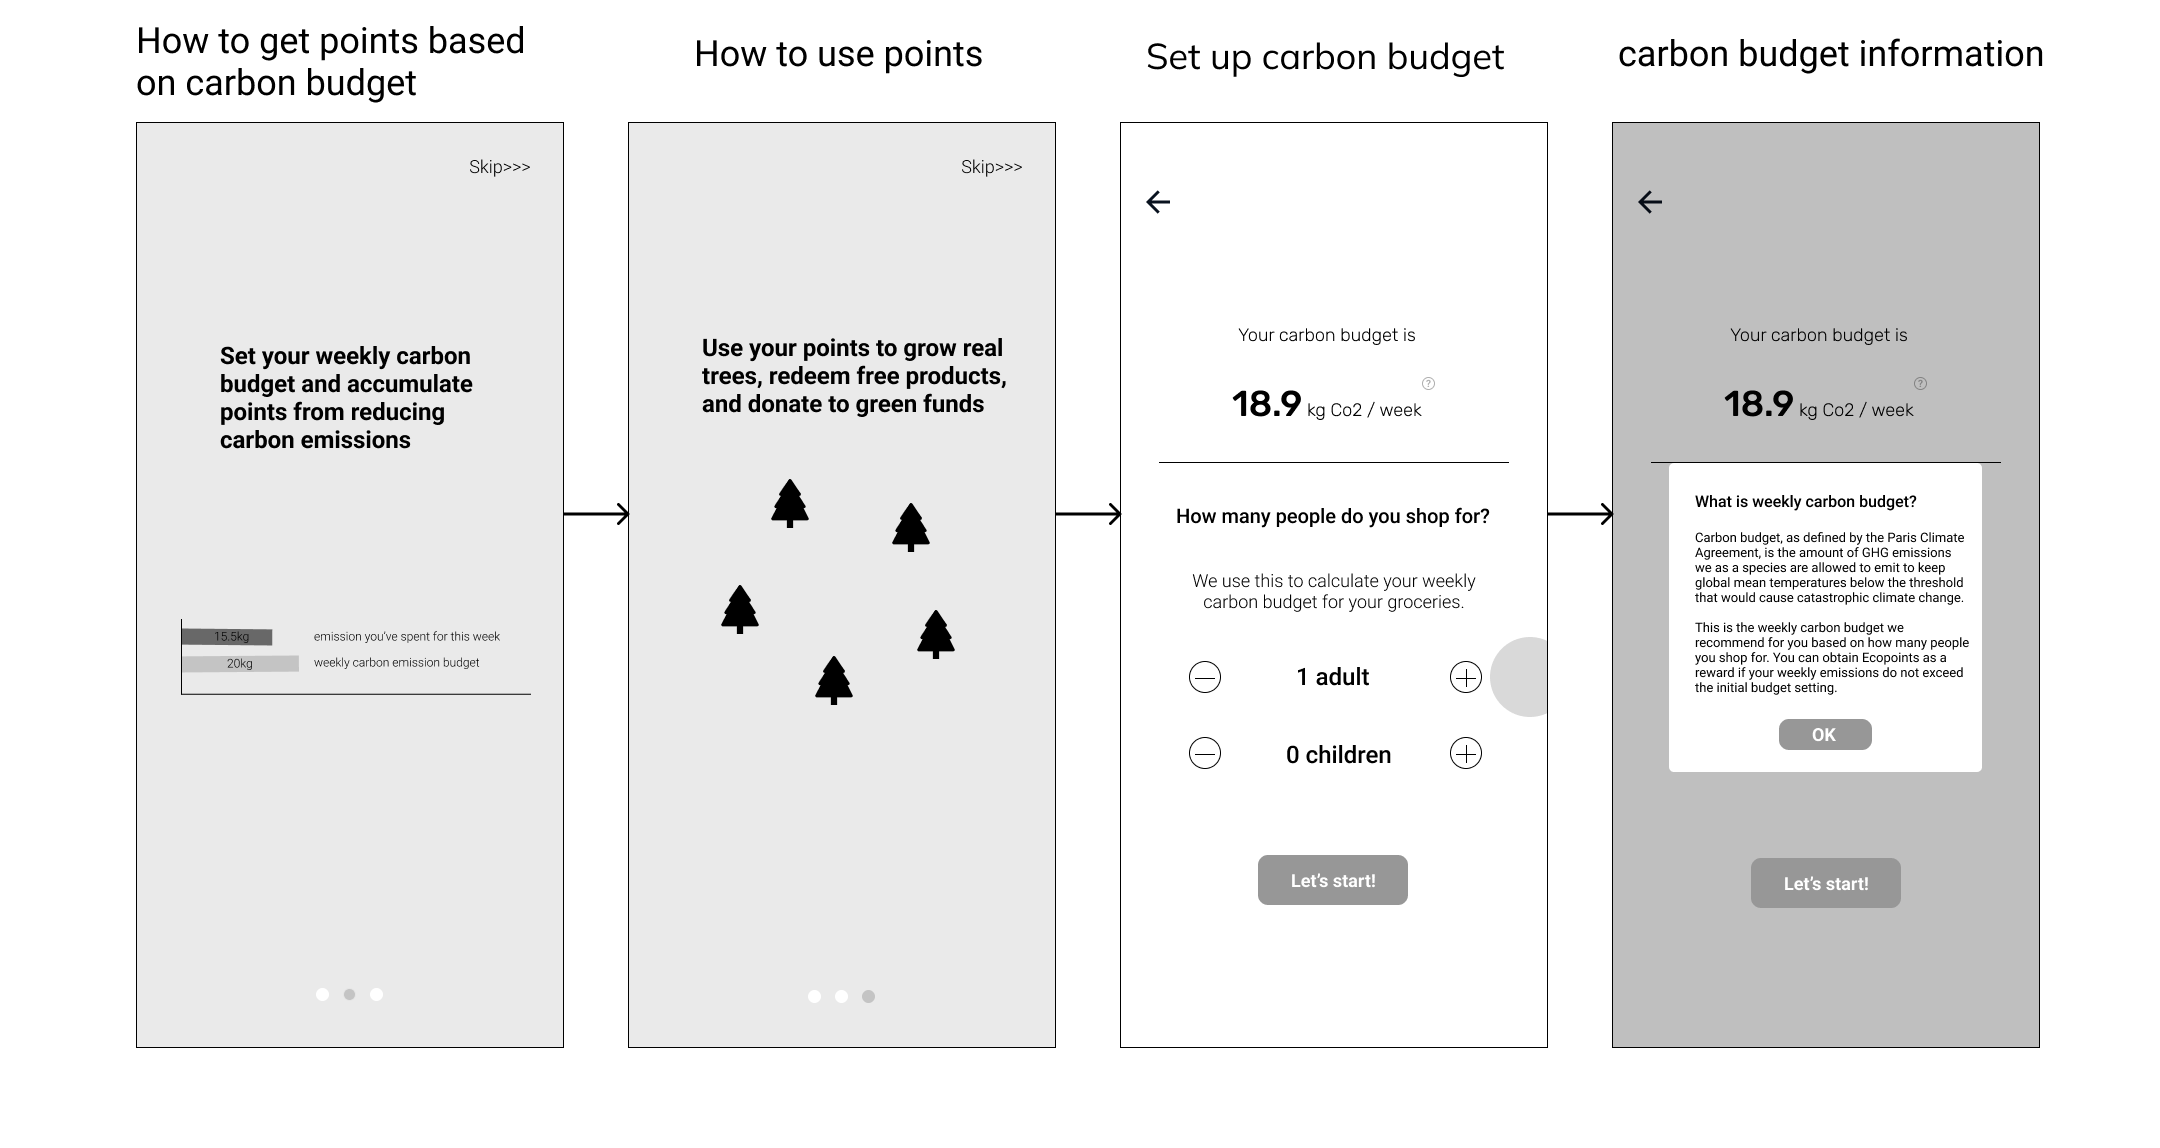 How to get points based
on carbon budget
How to use points
Set up carbon budget
carbon budget information
Skip>>>
Set your weekly carbon
budget and accumulate
points from reducing
carbon emissions
15.5kg
emission you've spent for this week
20kg
weekly carbon emission budget
Skip>>>
Use your points to grow real
trees, redeem free products,
and donate to green funds
Your carbon budget is
?
18.9 kg Co2 / week
How many people do you shop for?
We use this to calculate your weekly
carbon budget for your groceries.
1 adult
0 children
Let’s start!
Your carbon budget is
?
18.9 kg Co2 / week
What is weekly carbon budget?
Carbon budget, as defined by the Paris Climate
Agreement, is the amount of GHG emissions
we as a species are allowed to emit to keep
global mean temperatures below the threshold
that would cause catastrophic climate change.
This is the weekly carbon budget we
recommend for you based on how many people
you shop for. You can obtain Ecopoints as a
reward if your weekly emissions do not exceed
the initial budget setting.
OK
Let’s start!